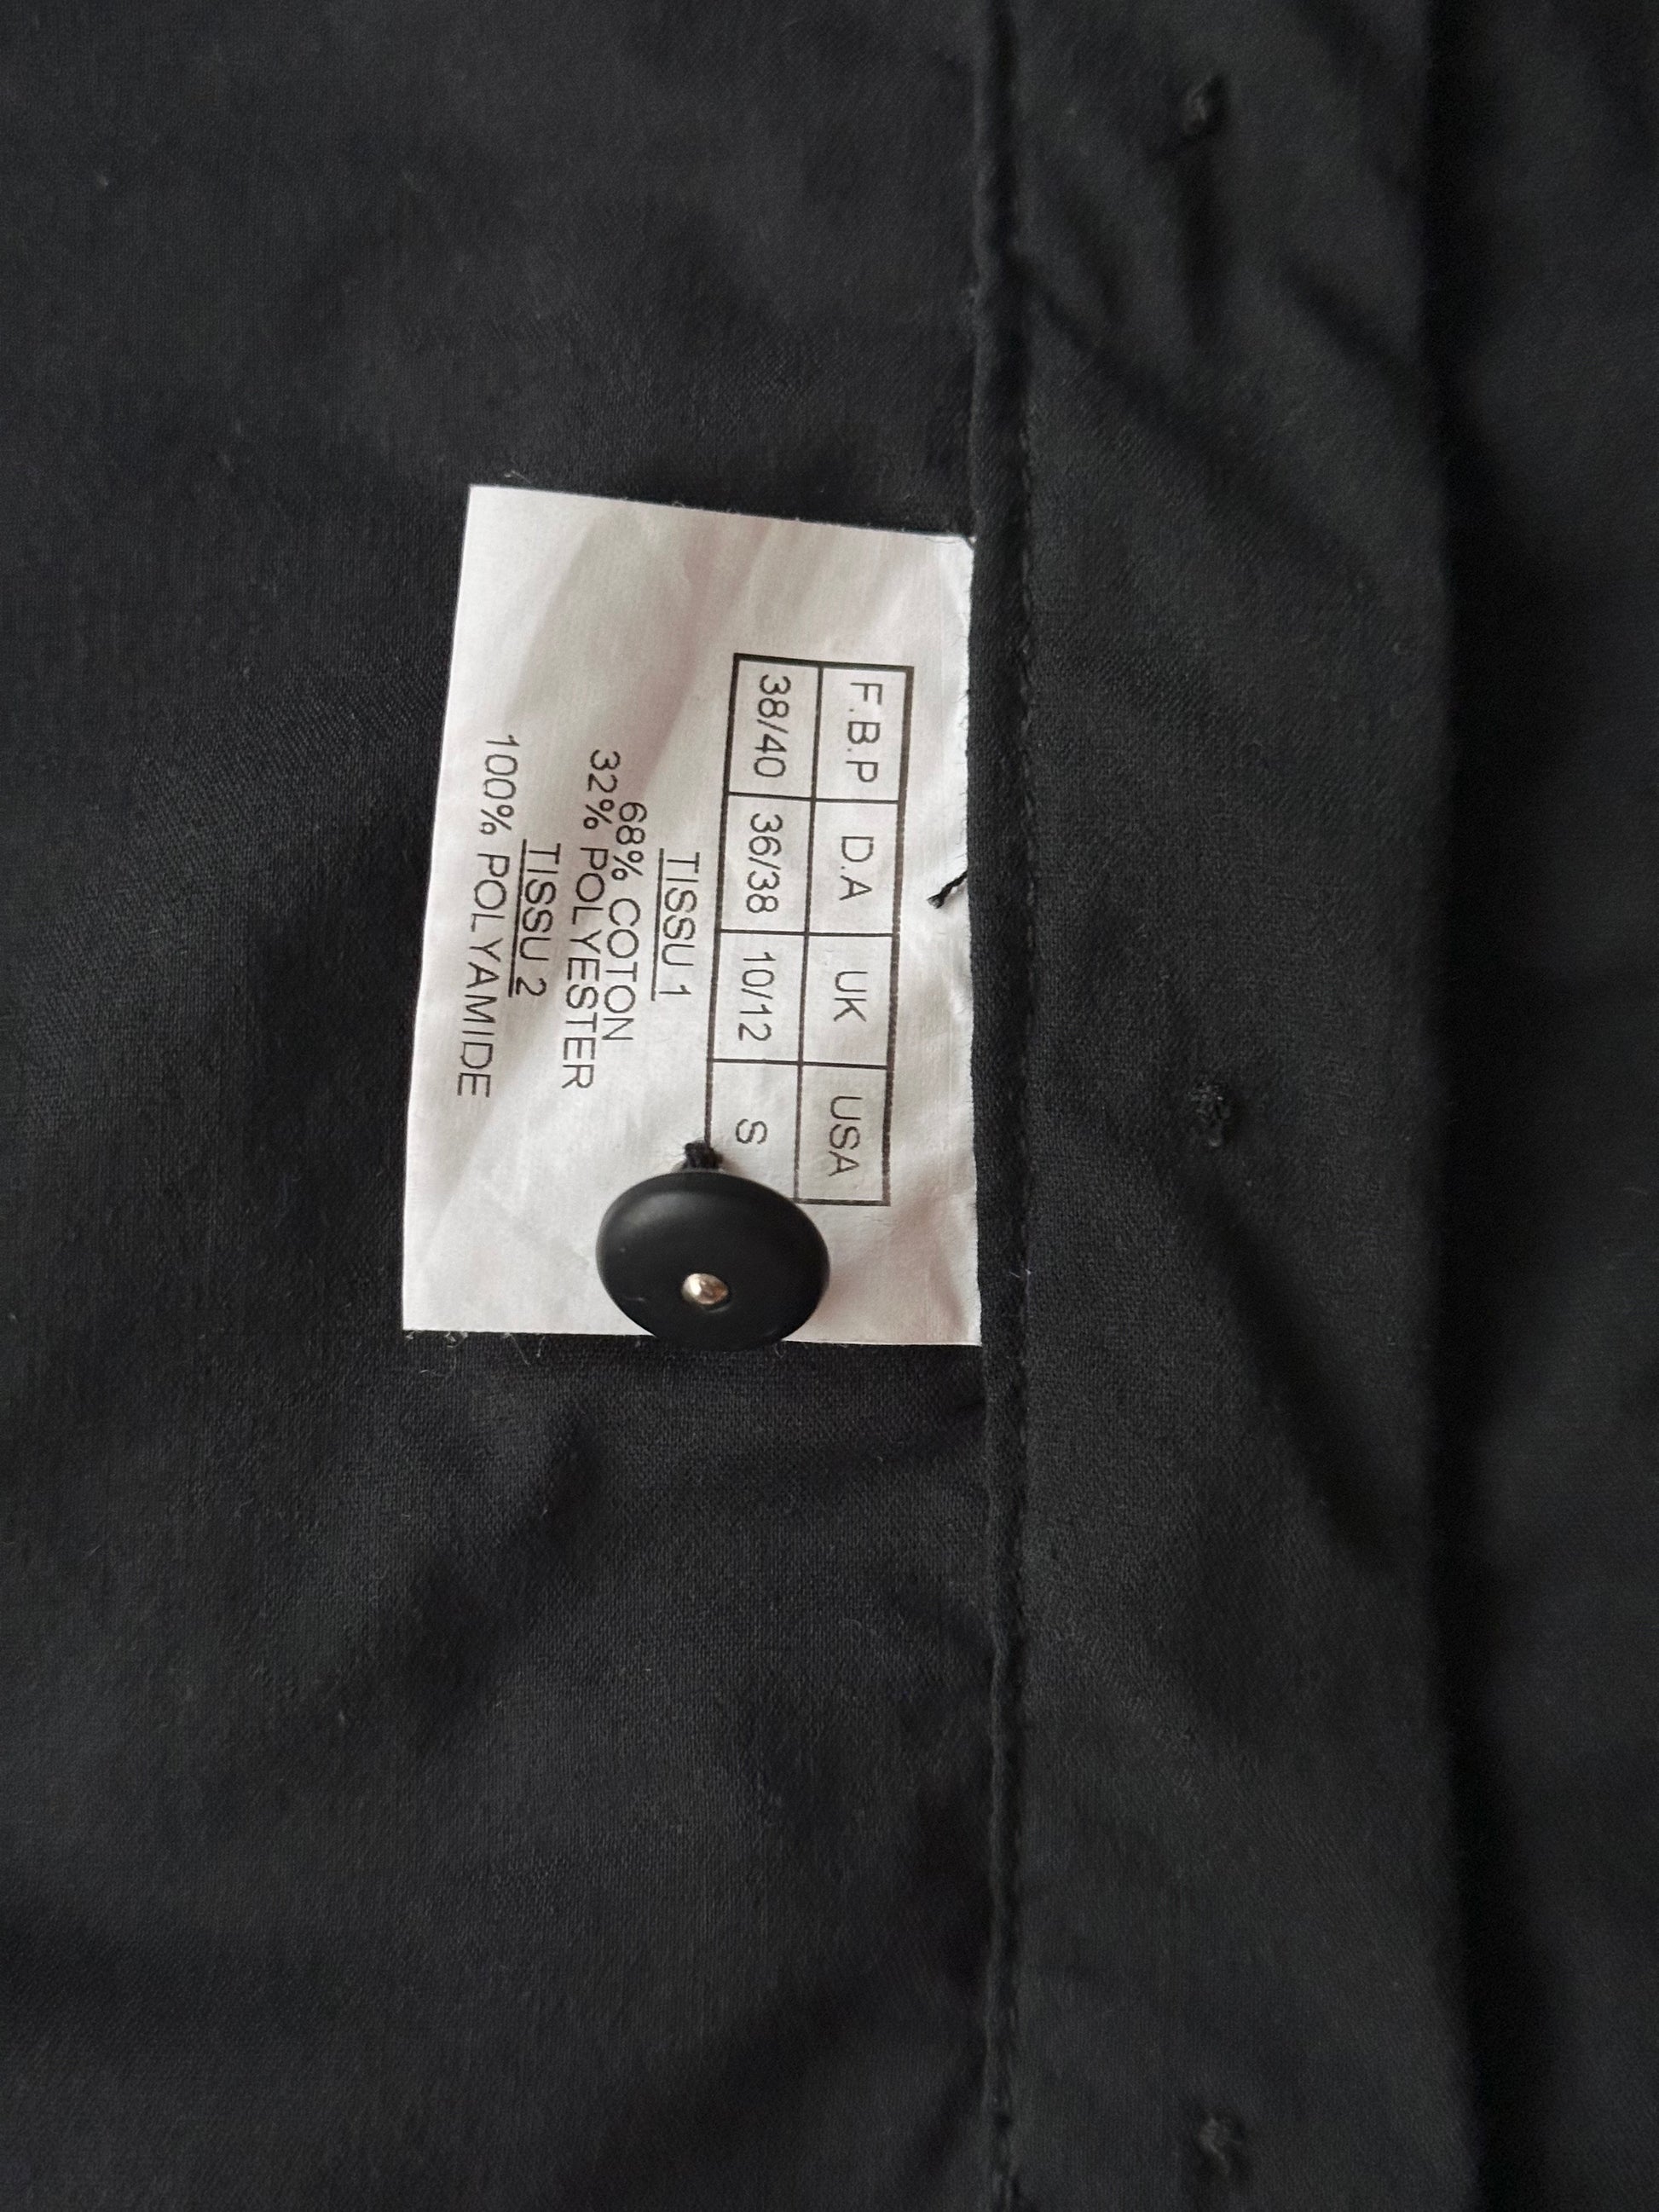 F.B.P D.A UK USA
38/40 36/38 10/12 S
TISSU 1
68% COTON
32% POLYESTER
TISSU 2
100% POLYAMIDE